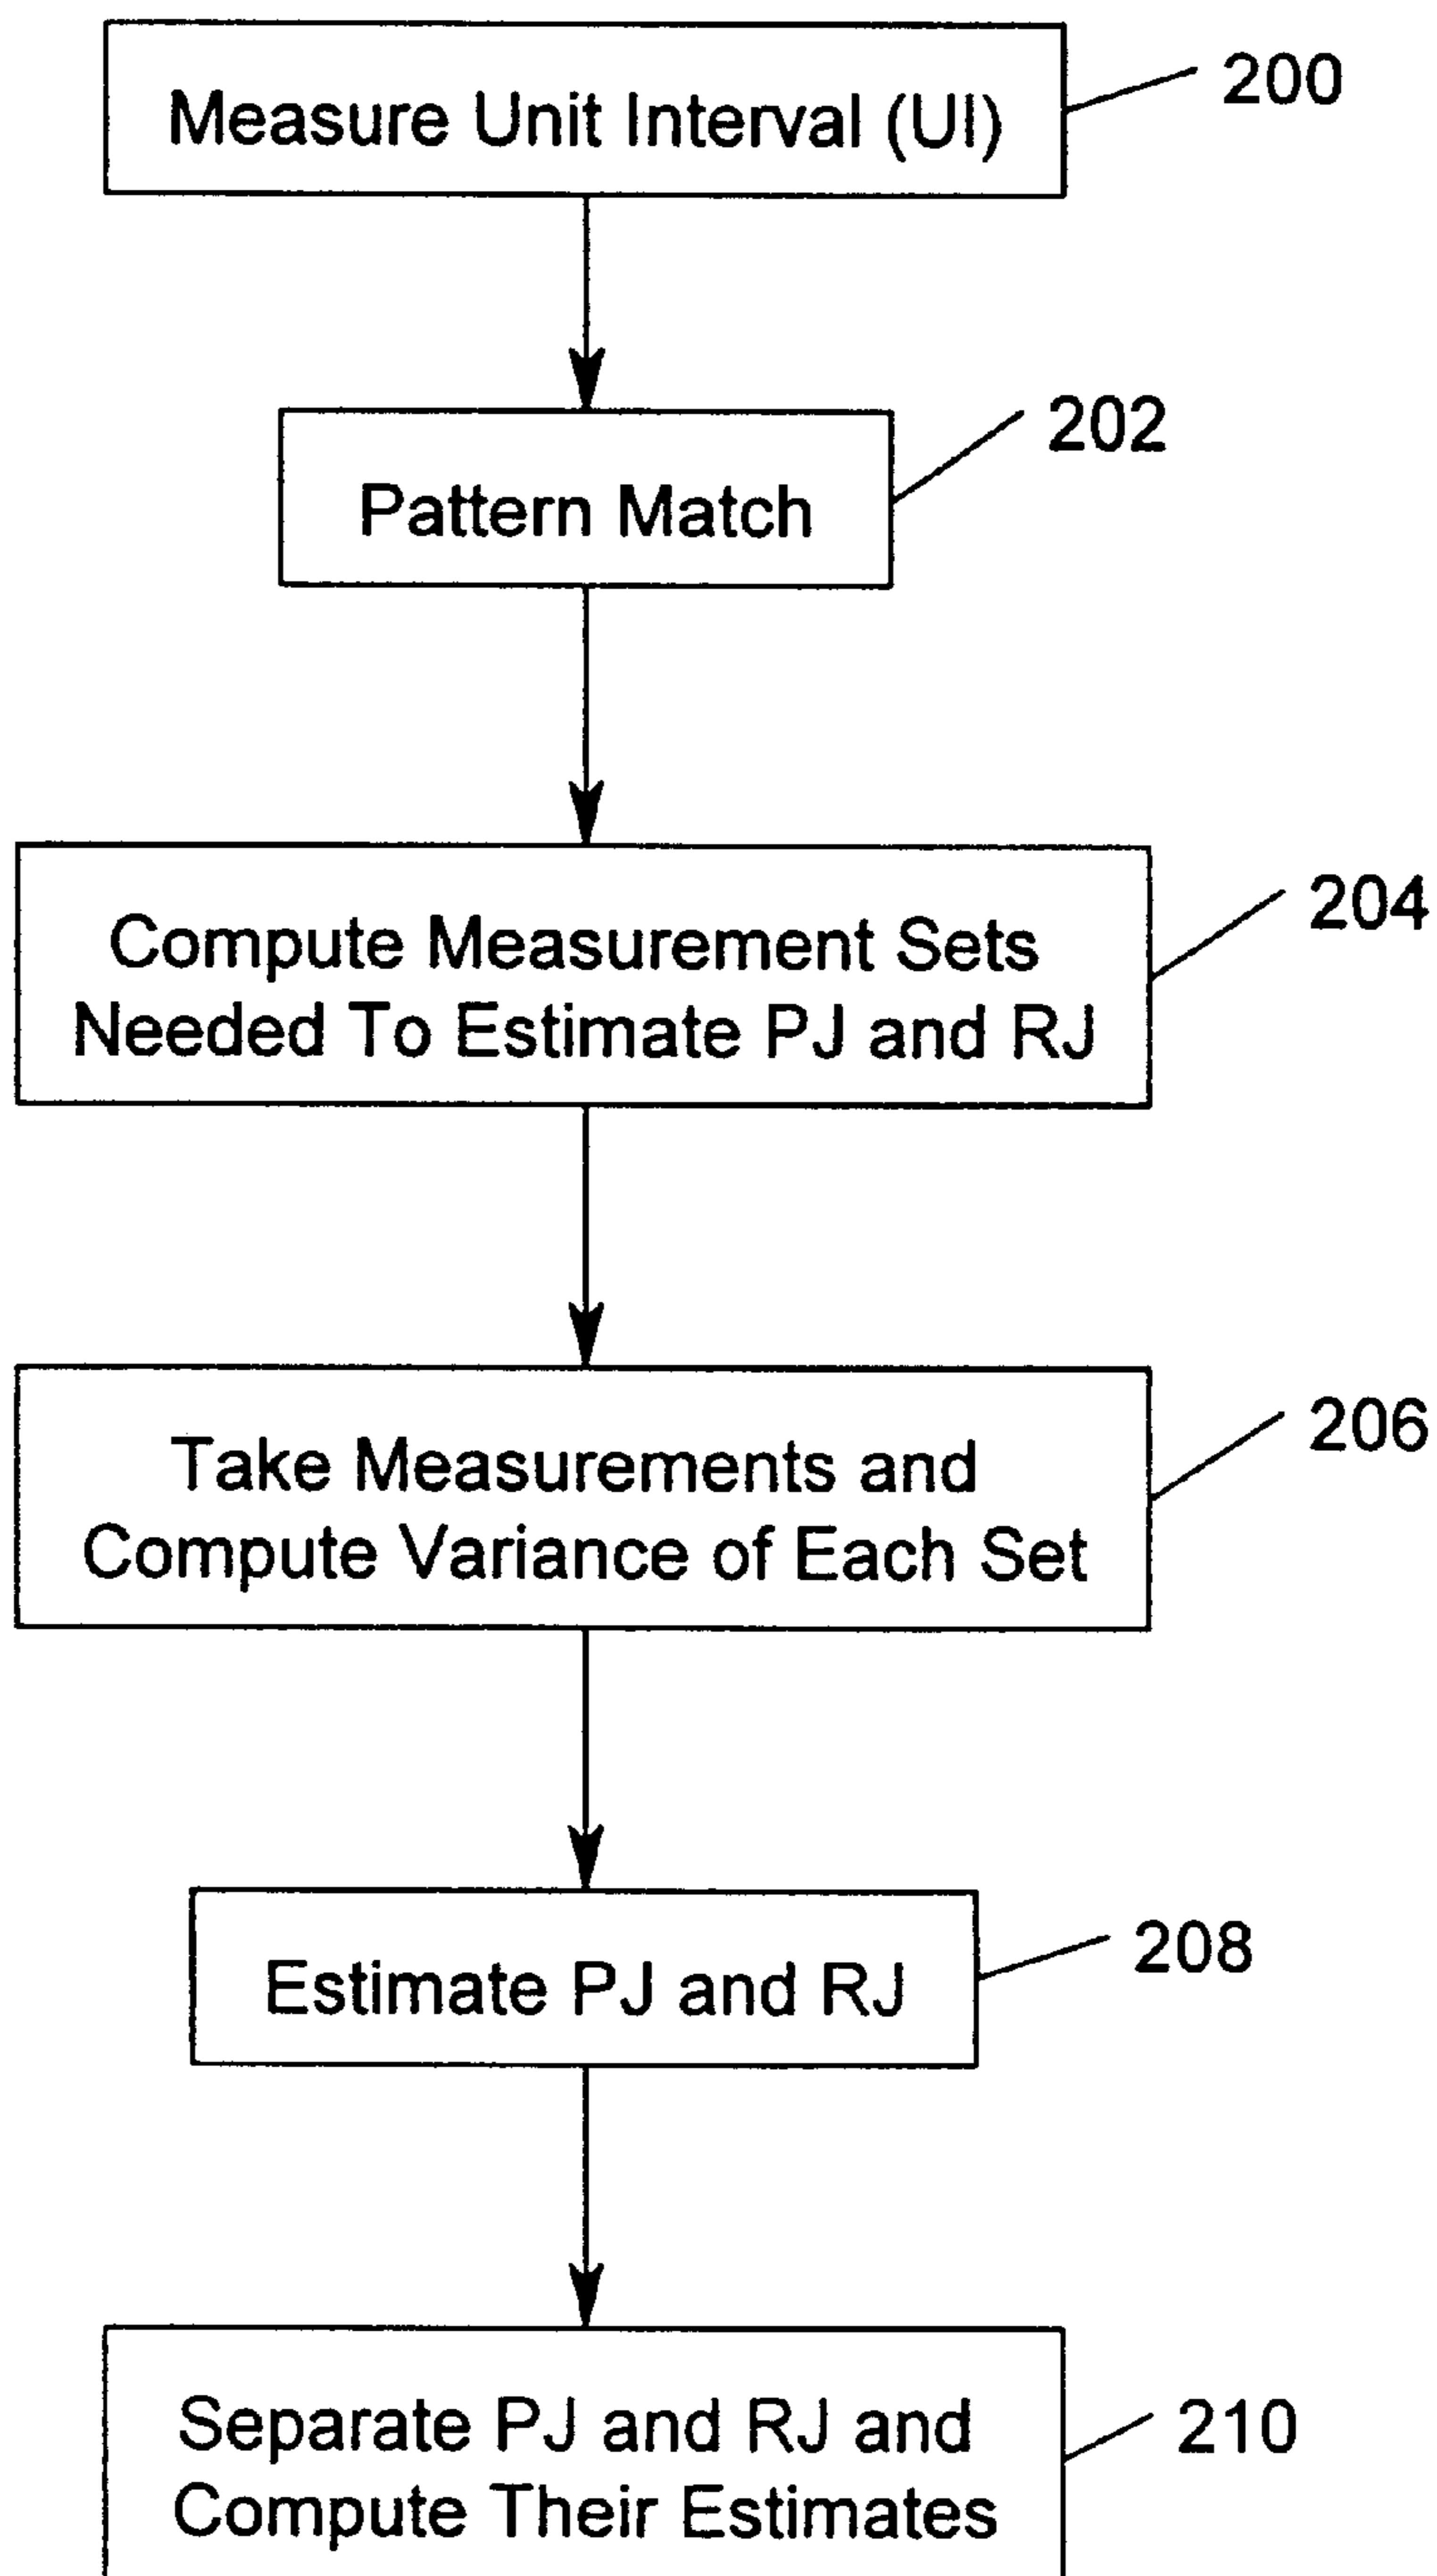 Measure Unit Interval (UI)
200
Pattern Match
202
Compute Measurement Sets
Needed To Estimate PJ and RJ
204
Take Measurements and
Compute Variance of Each Set
206
Estimate PJ and RJ
208
Separate PJ and RJ and
Compute Their Estimates
210